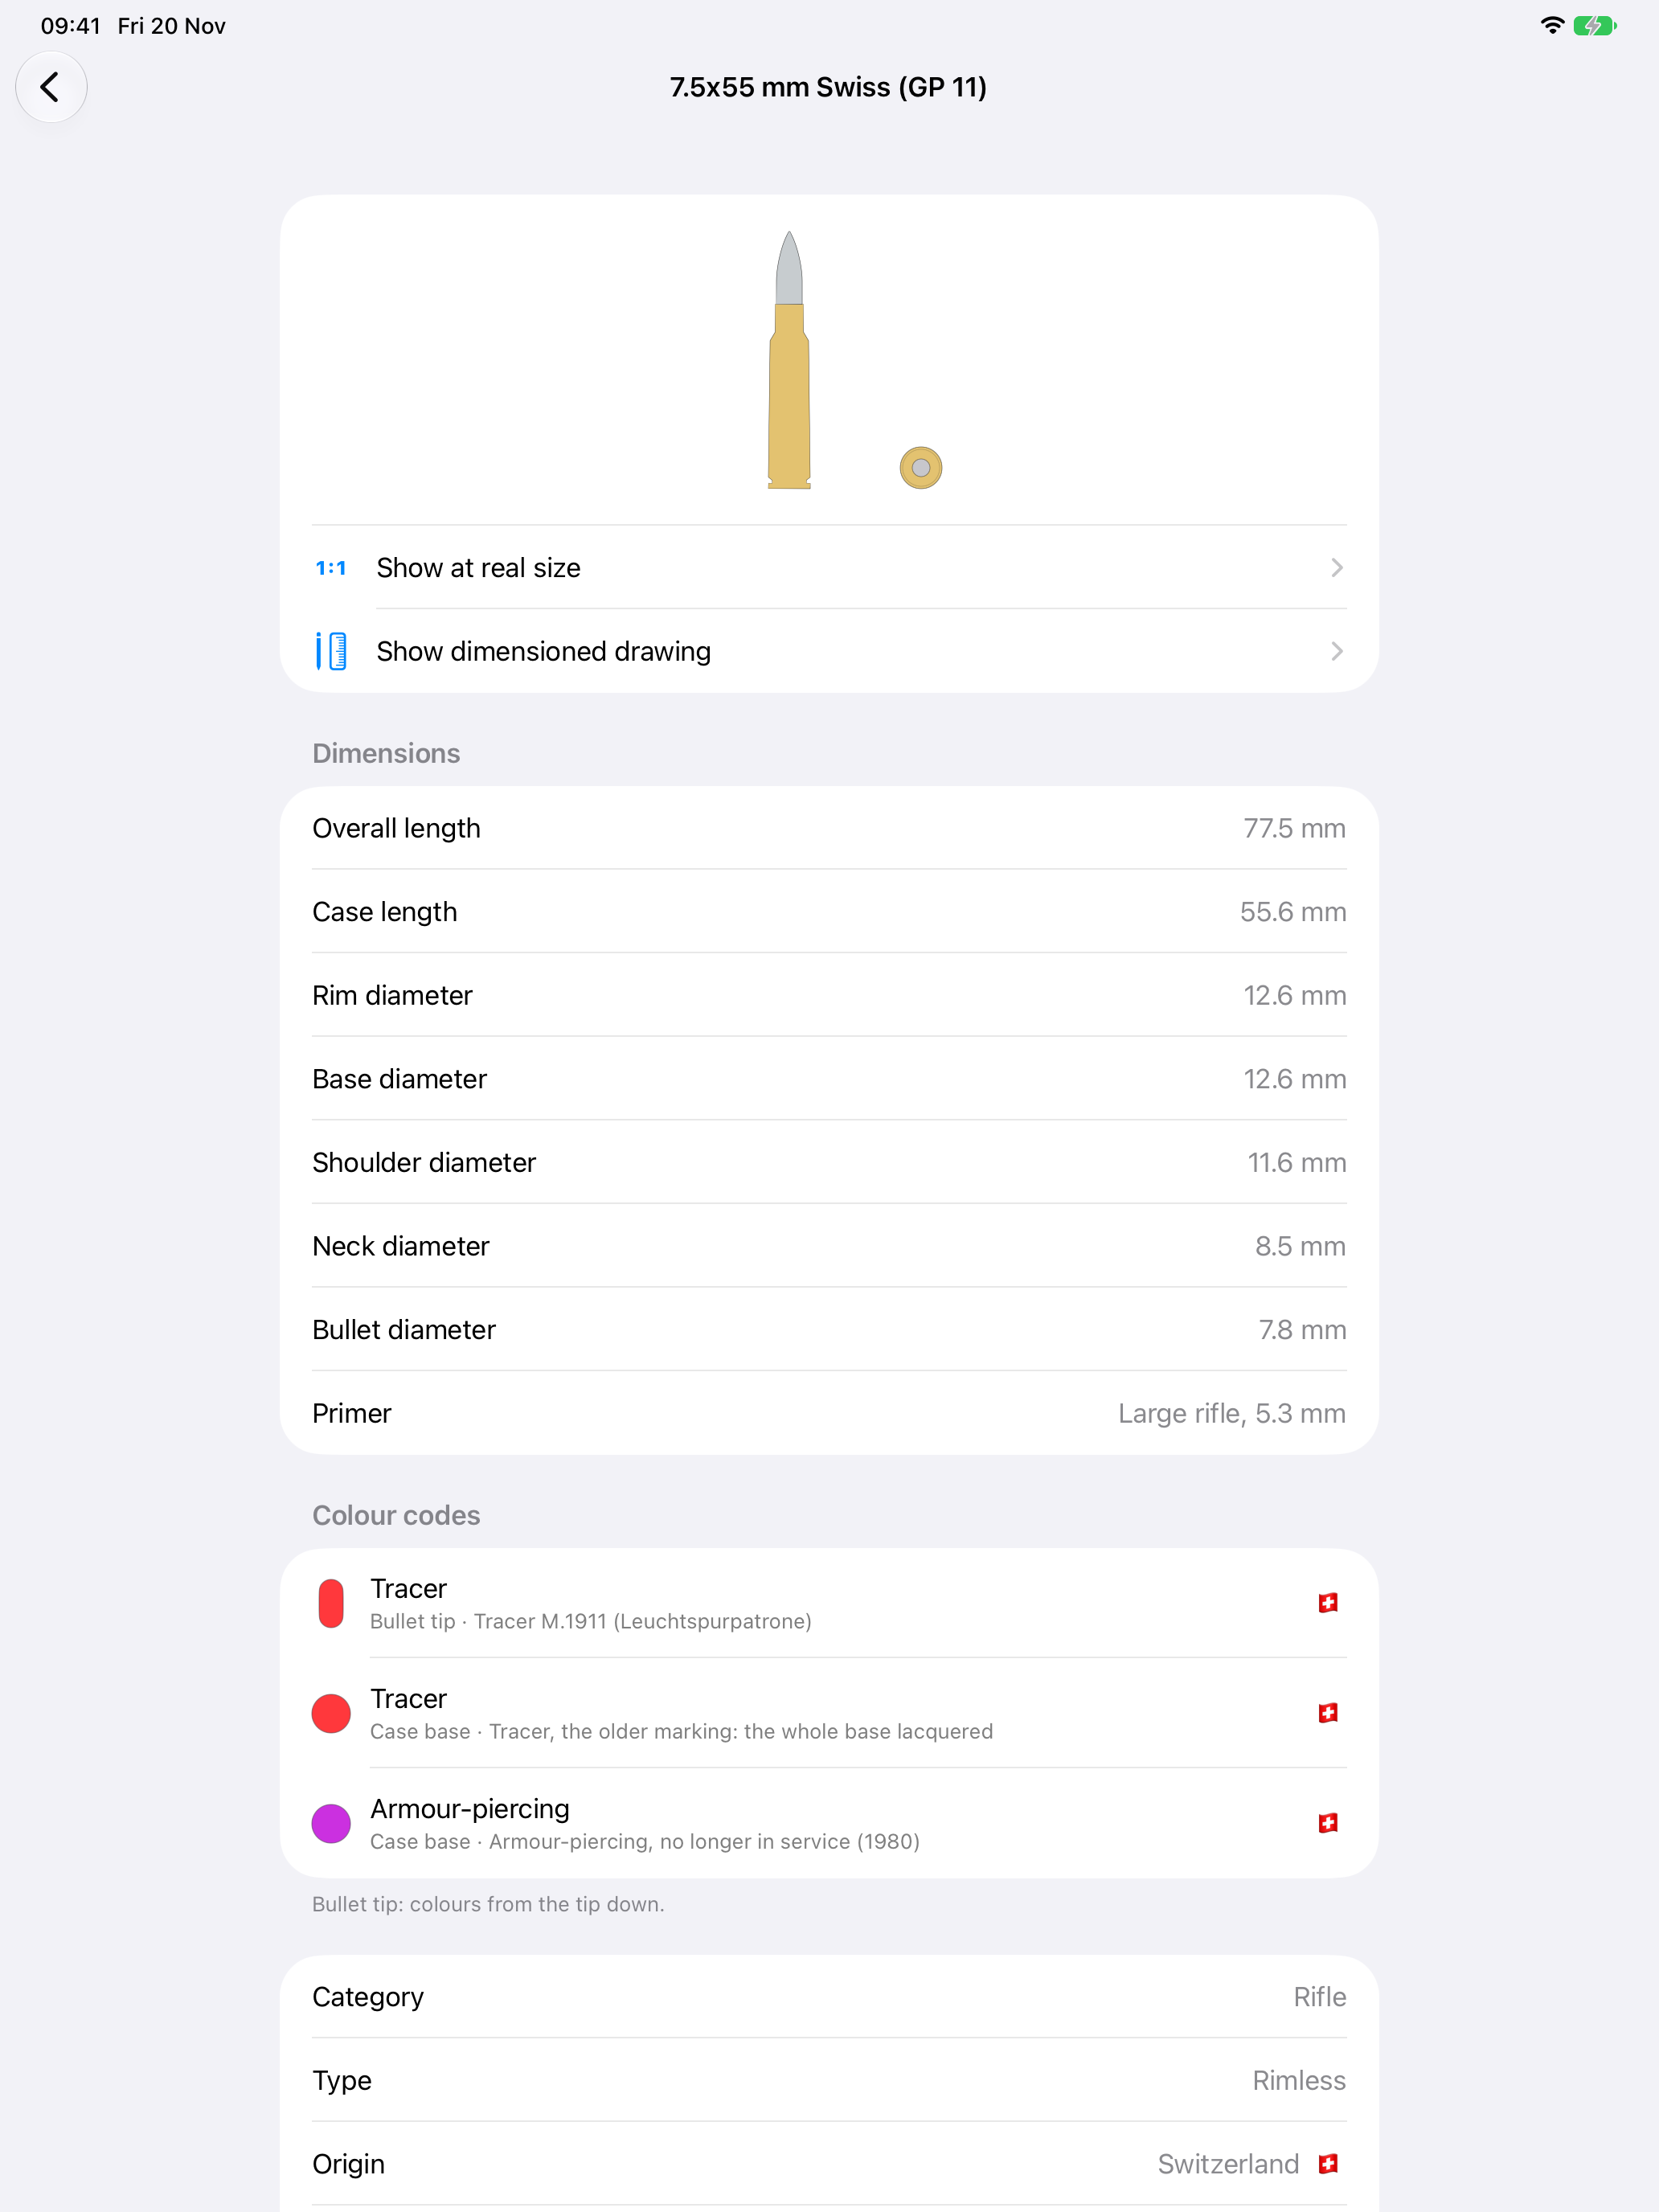 09:41 Fri 20 Nov
7.5x55 mm Swiss (GP 11)
1:1 Show at real size
Show dimensioned drawing
Dimensions
Overall length 77.5 mm
Case length 55.6 mm
Rim diameter 12.6 mm
Base diameter 12.6 mm
Shoulder diameter 11.6 mm
Neck diameter 8.5 mm
Bullet diameter 7.8 mm
Primer Large rifle, 5.3 mm
Colour codes
Tracer
Bullet tip · Tracer M.1911 (Leuchtspurpatrone)
Tracer
Case base · Tracer, the older marking: the whole base lacquered
Armour-piercing
Case base · Armour-piercing, no longer in service (1980)
Bullet tip: colours from the tip down.
Category Rifle
Type Rimless
Origin Switzerland